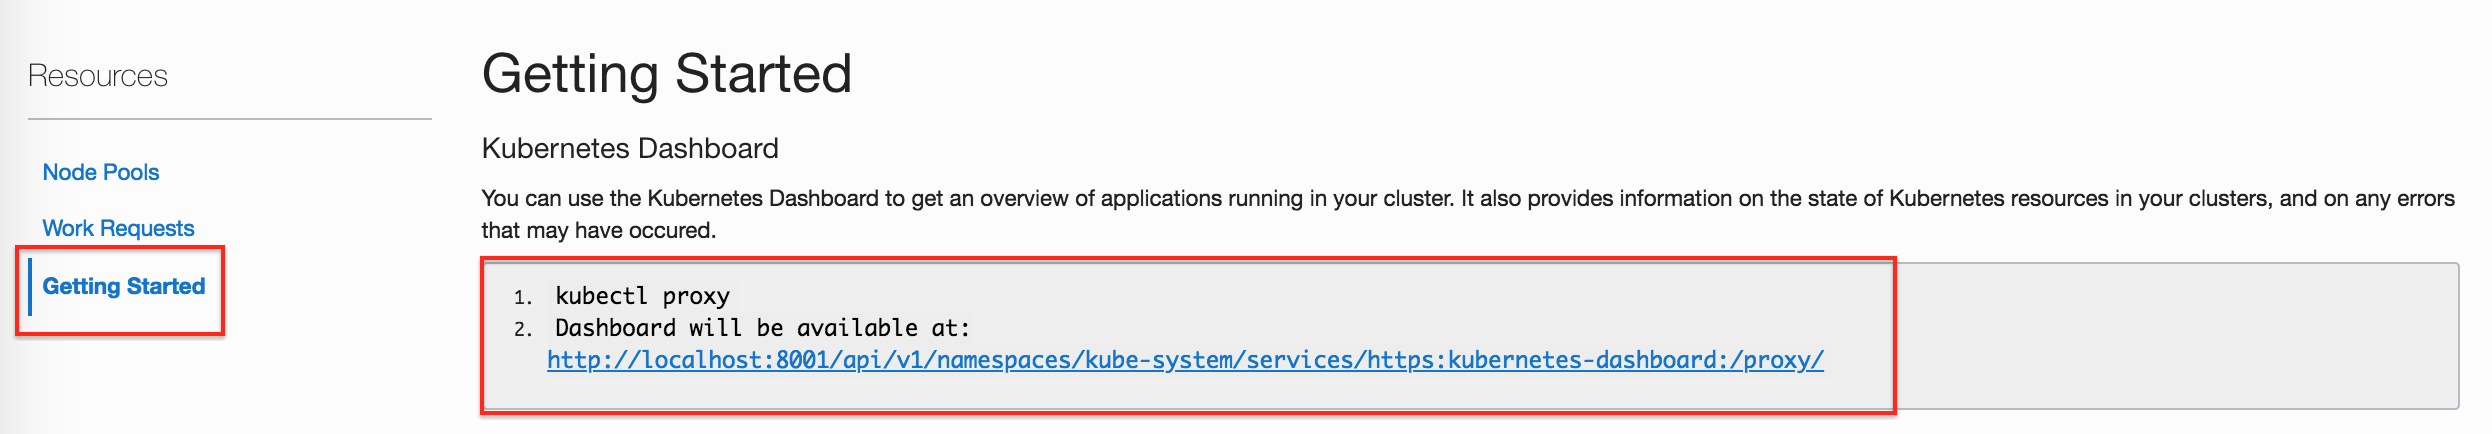 Resources
Node Pools
Work Requests
Getting Started
Getting Started
Kubernetes Dashboard
You can use the Kubernetes Dashboard to get an overview of applications running in your cluster. It also provides information on the state of Kubernetes resources in your clusters, and on any errors
that may have occured.
1. kubectl proxy
2. Dashboard will be available at:
http://localhost:8001/api/v1/namespaces/kube-system/services/https:kubernetes-dashboard:/proxy/